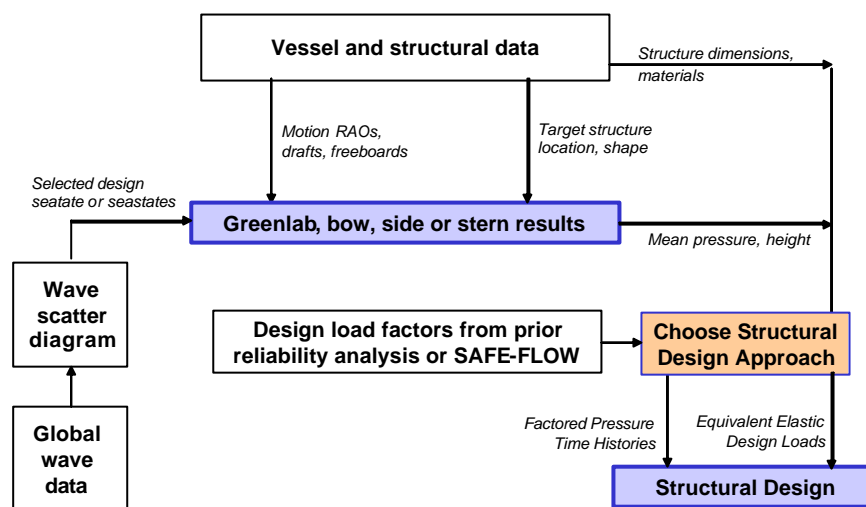 Vessel and structural data
Structure dimensions,
materials
Motion RAOs,
drafts, freeboards
Target structure
location, shape
Selected design
seatate or seastates
Greenlab, bow, side or stern results
Mean pressure, height
Wave
scatter
diagram
Design load factors from prior
reliability analysis or SAFE-FLOW
Choose Structural
Design Approach
Global
wave
data
Factored Pressure
Time Histories
Equivalent Elastic
Design Loads
Structural Design